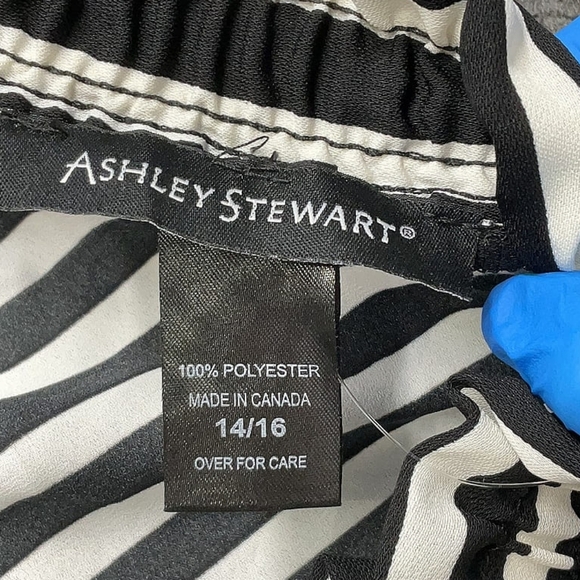 ASHLEY STEWART®
100% POLYESTER
MADE IN CANADA
14/16
OVER FOR CARE